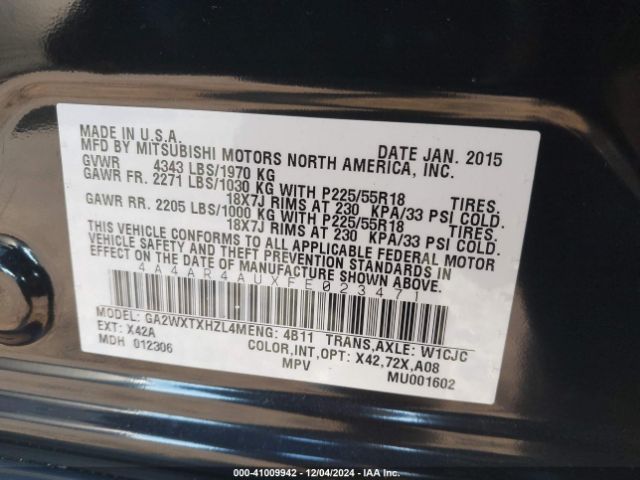 MADE IN U.S.A. DATE JAN. 2015
MFD BY MITSUBISHI MOTORS NORTH AMERICA, INC.
GVWR 4343 LBS/1970 KG
GAWR FR. 2271 LBS/1030 KG WITH P225/55R18 TIRES,
18X7J RIMS AT 230 KPA/33 PSI COLD.
GAWR RR. 2205 LBS/1000 KG WITH P225/55R18 TIRES,
18X7J RIMS AT 230 KPA/33 PSI COLD.
THIS VEHICLE CONFORMS TO ALL APPLICABLE FEDERAL MOTOR
VEHICLE SAFETY AND THEFT PREVENTION STANDARDS IN
EFFECT ON THE DATE OF MANUFACTURE SHOWN ABOVE.
4A4AR4AUXFE023471
MODEL: GA2WXTXHZL4M ENG: 4B11 TRANS,AXLE: W1CJC
EXT: X42A COLOR,INT,OPT: X42,72X,A08
MDH 012306 MPV MU001602
000-41009942 - 12/04/2024 - IAA Inc.